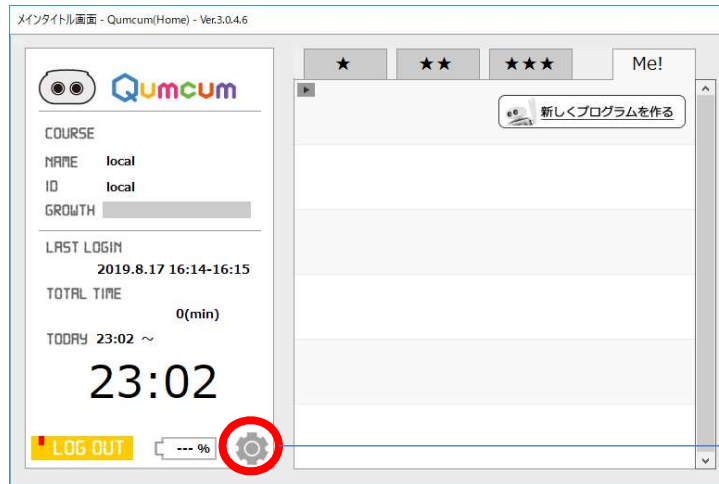 メインタイトル画面 - Qumcum(Home) - Ver.3.0.4.6
★ ★★ ★★★ Me!
Qumcum
新しくプログラムを作る
COURSE
NAME local
ID local
GROWTH
LAST LOGIN
2019.8.17 16:14-16:15
TOTAL TIME
0(min)
TODAY 23:02 ～
23:02
LOG OUT --- %